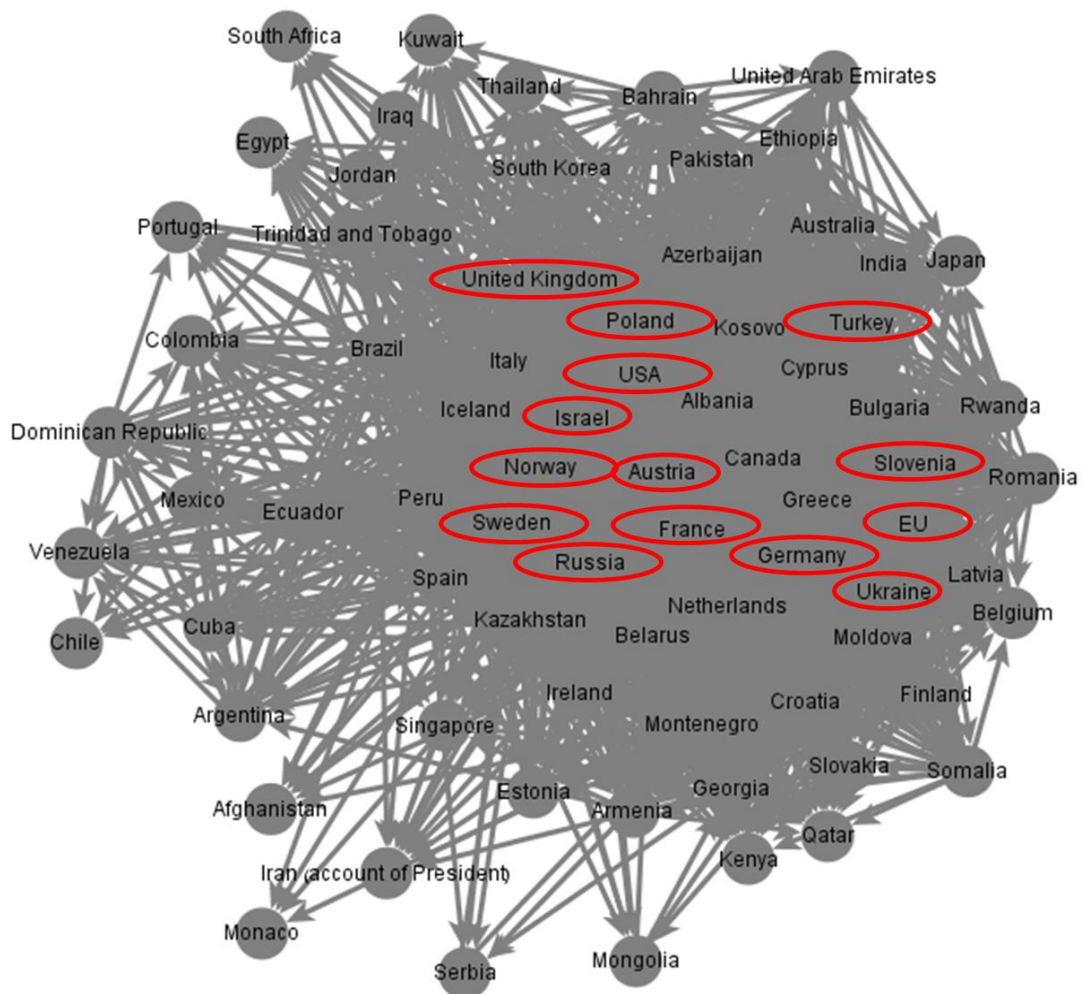 South Africa
Kuwait
Thailand
Bahrain
United Arab Emirates
Iraq
Egypt
Jordan
South Korea
Pakistan
Ethiopia
Portugal
Trinidad and Tobago
Azerbaijan
Australia
India
Japan
United Kingdom
Poland
Kosovo
Turkey
Colombia
Brazil
Italy
USA
Cyprus
Albania
Iceland
Israel
Bulgaria
Rwanda
Dominican Republic
Norway
Austria
Canada
Slovenia
Romania
Mexico
Ecuador
Peru
Greece
Sweden
France
EU
Venezuela
Russia
Germany
Spain
Ukraine
Latvia
Netherlands
Belgium
Kazakhstan
Cuba
Chile
Belarus
Moldova
Ireland
Croatia
Finland
Argentina
Singapore
Montenegro
Slovakia
Somalia
Georgia
Estonia
Afghanistan
Armenia
Qatar
Kenya
Iran (account of President)
Monaco
Mongolia
Serbia